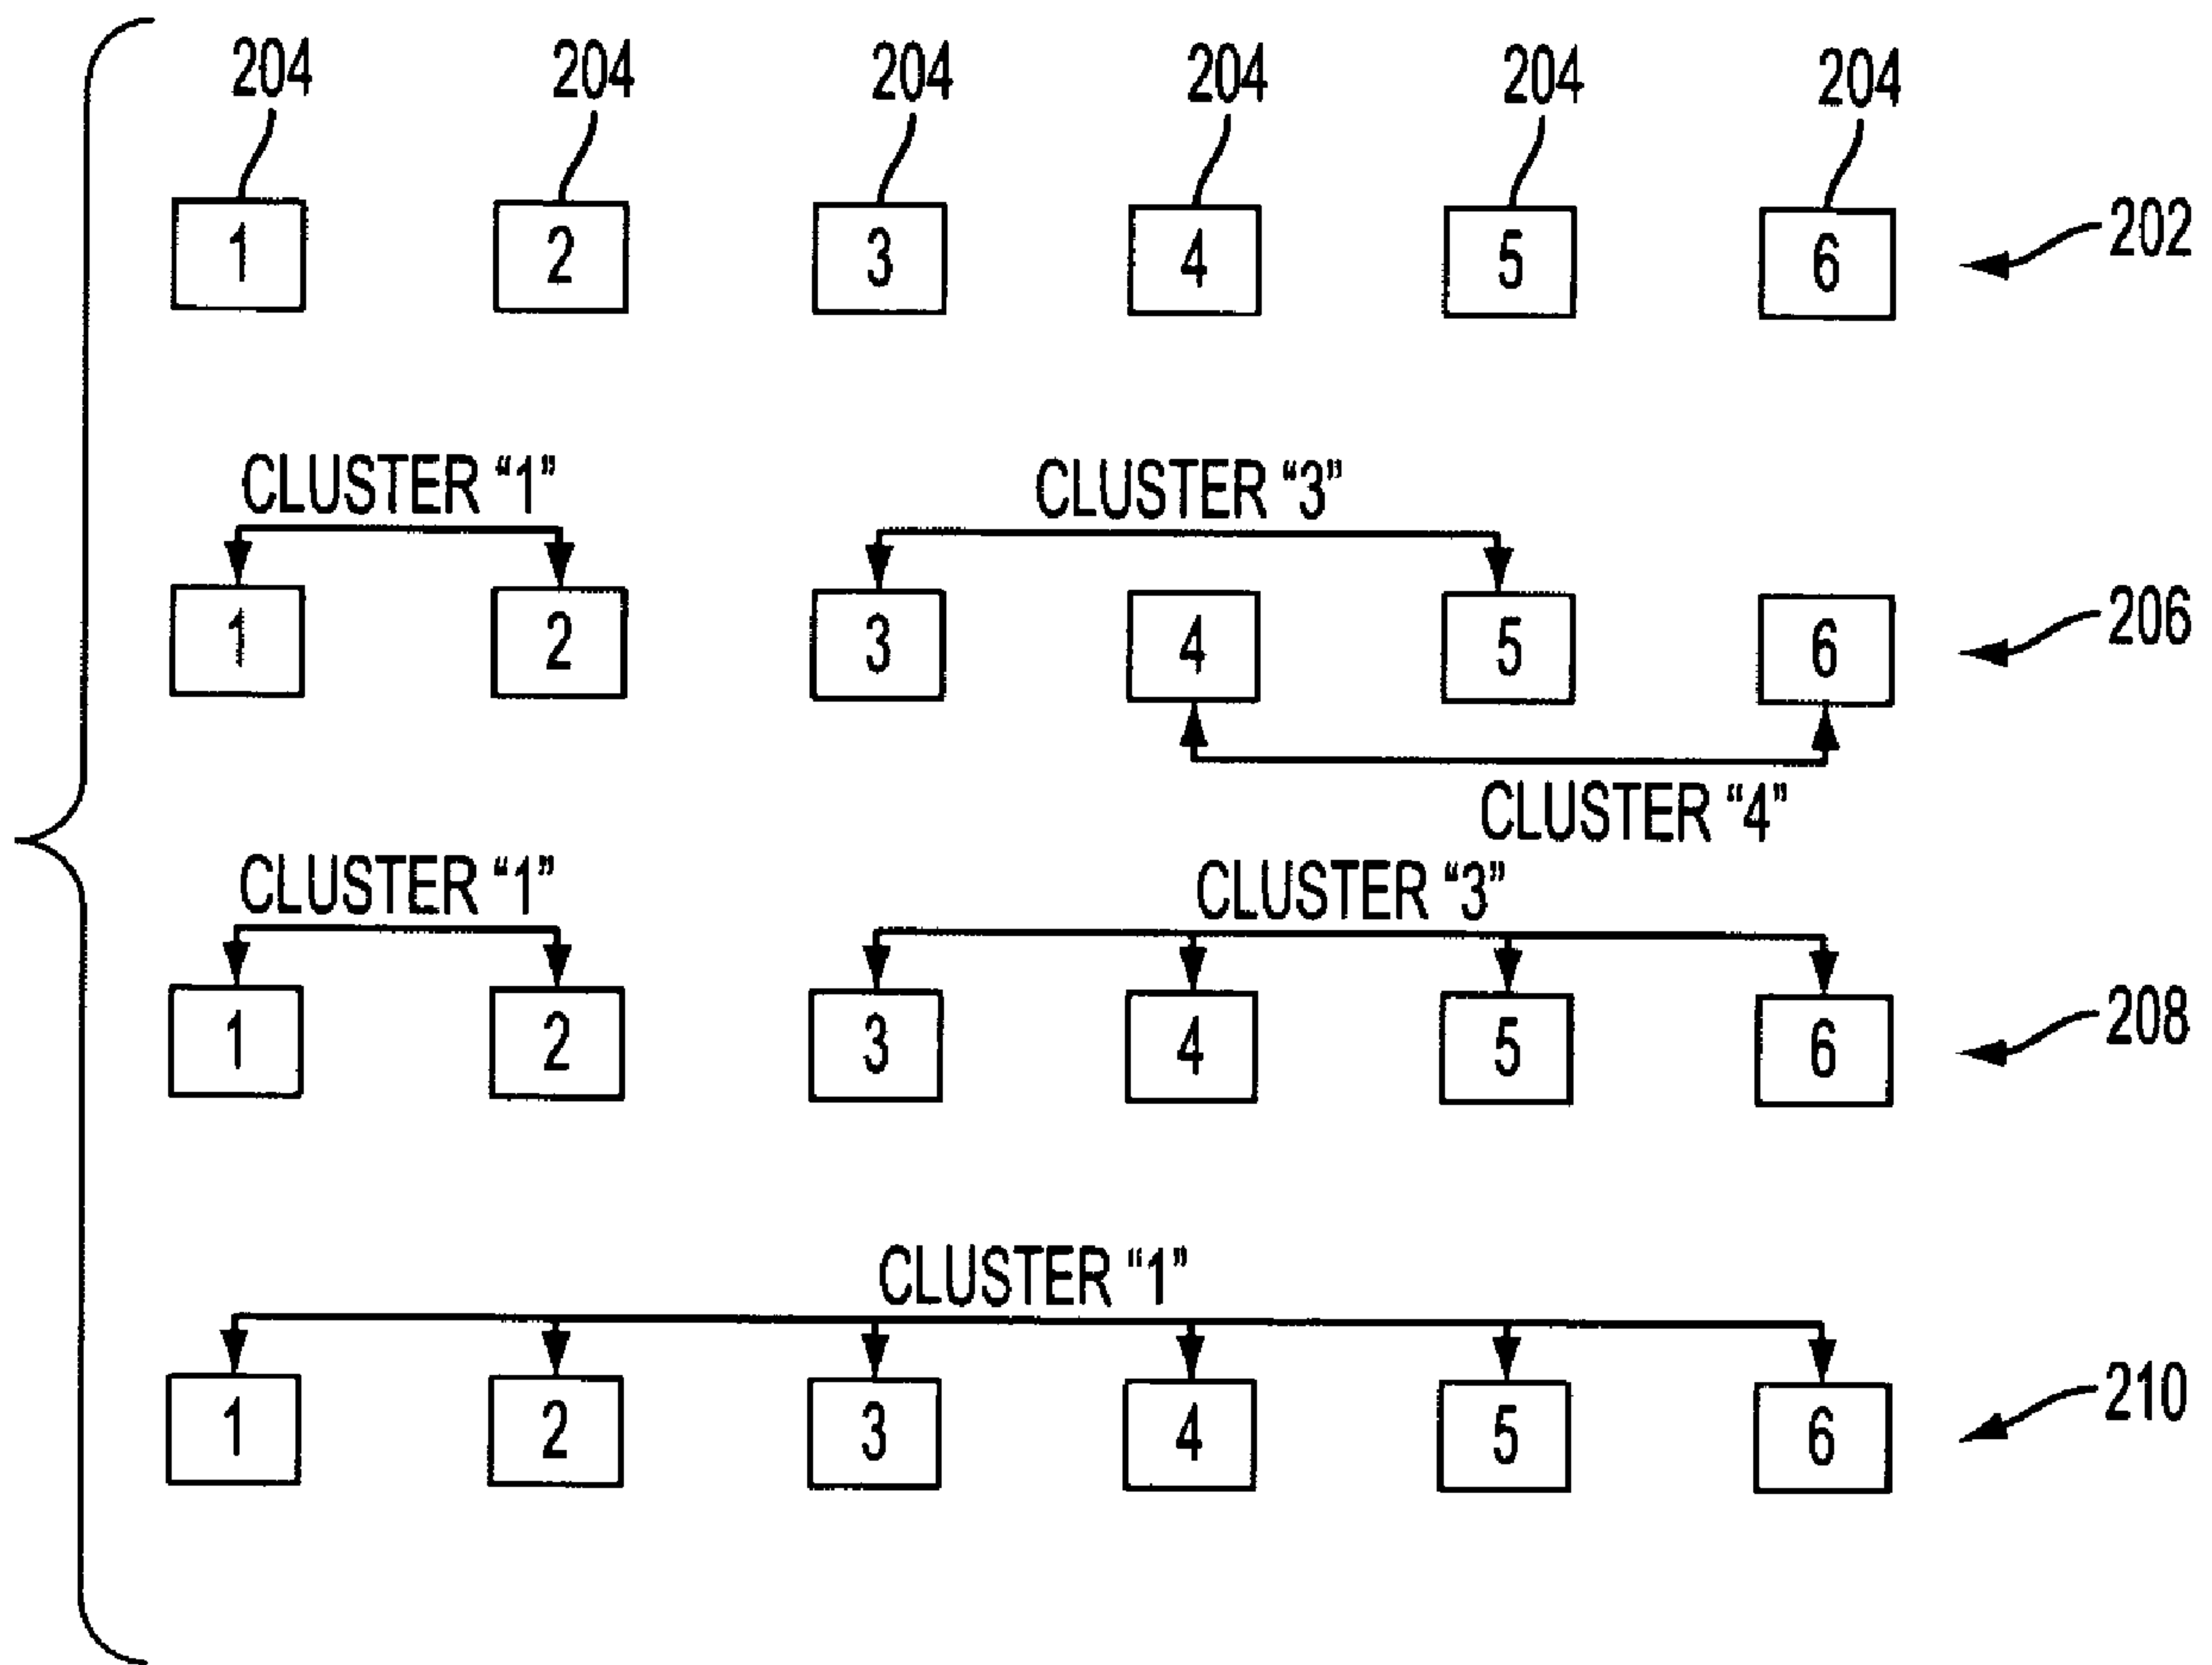 204 204 204 204 204 204
1 2 3 4 5 6 202
CLUSTER “1” CLUSTER “3”
1 2 3 4 5 6 206
CLUSTER “4”
CLUSTER “1” CLUSTER “3”
1 2 3 4 5 6 208
CLUSTER “1”
1 2 3 4 5 6 210